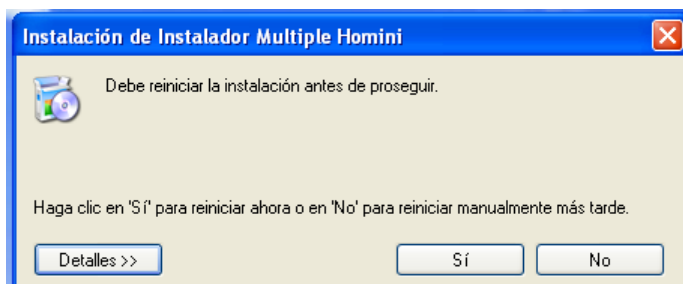 Instalación de Instalador Multiple Homini
Debe reiniciar la instalación antes de proseguir.
Haga clic en 'Sí' para reiniciar ahora o en 'No' para reiniciar manualmente más tarde.
Detalles >>
Sí
No